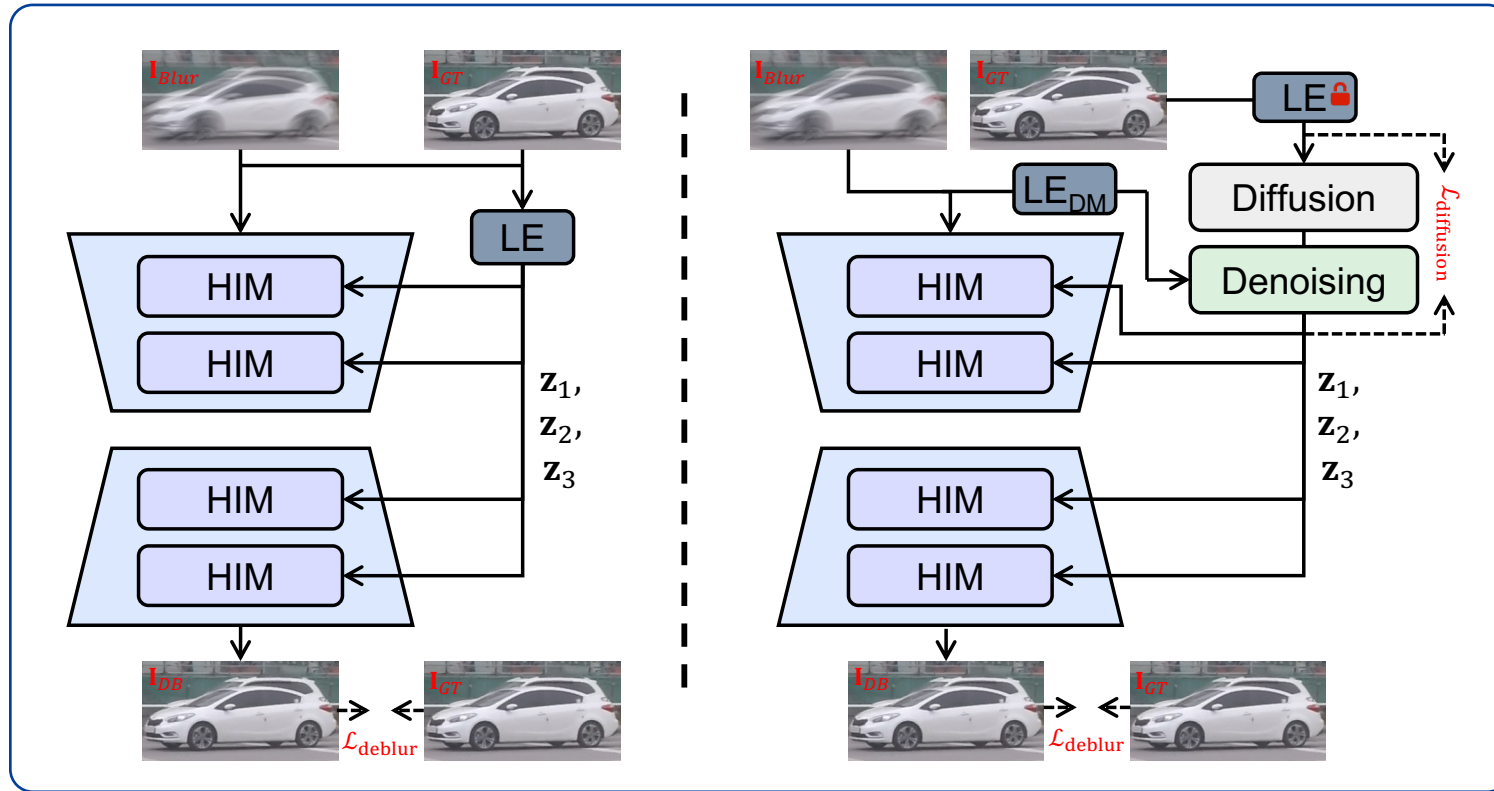 I_Blur
I_GT
LE
HIM
HIM
z_1,
z_2,
z_3
HIM
HIM
I_DB
I_GT
ℒ_deblur
I_Blur
I_GT
LE
LE_DM
Diffusion
ℒ_diffusion
Denoising
HIM
HIM
z_1,
z_2,
z_3
HIM
HIM
I_DB
I_GT
ℒ_deblur